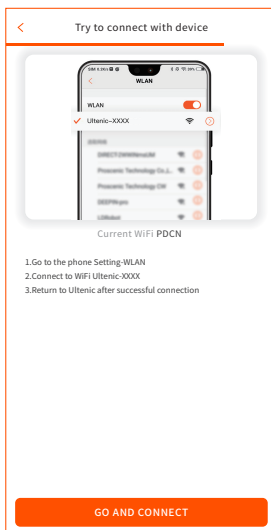 Try to connect with device
WLAN
WLAN
Ultenic-XXXX
Proscenic Technology Co.,L..
Proscenic Technology CW
Current WiFi PDCN
1.Go to the phone Setting-WLAN
2.Connect to WiFi Ultenic-XXXX
3.Return to Ultenic after successful connection
GO AND CONNECT